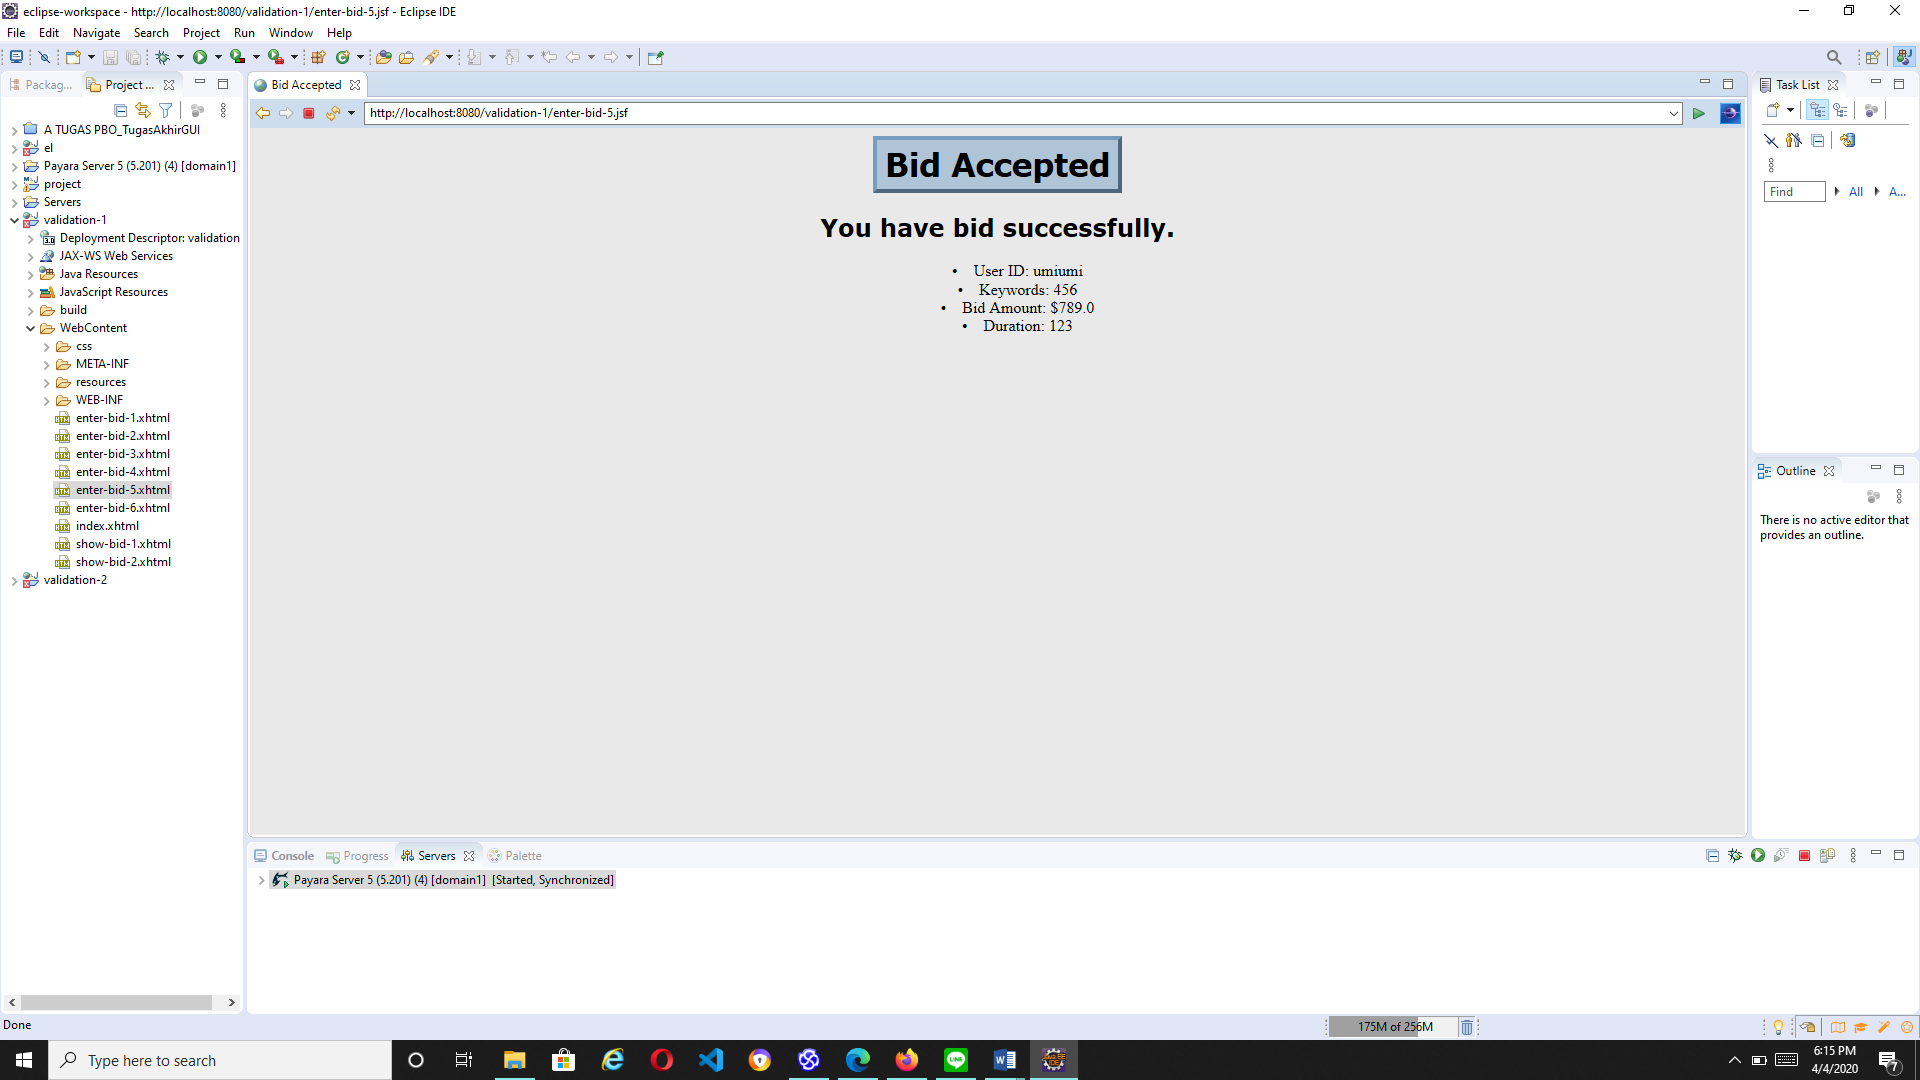 eclipse-workspace - http://localhost:8080/validation-1/enter-bid-5.jsf - Eclipse IDE
File Edit Navigate Search Project Run Window Help
Packag... Project ...
A TUGAS PBO_TugasAkhirGUI
el
Payara Server 5 (5.201) (4) [domain1]
project
Servers
validation-1
3.0 Deployment Descriptor: validation
JAX-WS Web Services
Java Resources
JavaScript Resources
build
WebContent
css
META-INF
resources
WEB-INF
enter-bid-1.xhtml
enter-bid-2.xhtml
enter-bid-3.xhtml
enter-bid-4.xhtml
enter-bid-5.xhtml
enter-bid-6.xhtml
index.xhtml
show-bid-1.xhtml
show-bid-2.xhtml
validation-2
Bid Accepted
http://localhost:8080/validation-1/enter-bid-5.jsf
Bid Accepted
You have bid successfully.
• User ID: umiumi
• Keywords: 456
• Bid Amount: $789.0
• Duration: 123
Task List
Find All A...
Outline
There is no active editor that
provides an outline.
Console Progress Servers Palette
Payara Server 5 (5.201) (4) [domain1] [Started, Synchronized]
Done
175M of 256M
Type here to search
LINE
6:15 PM
4/4/2020
7